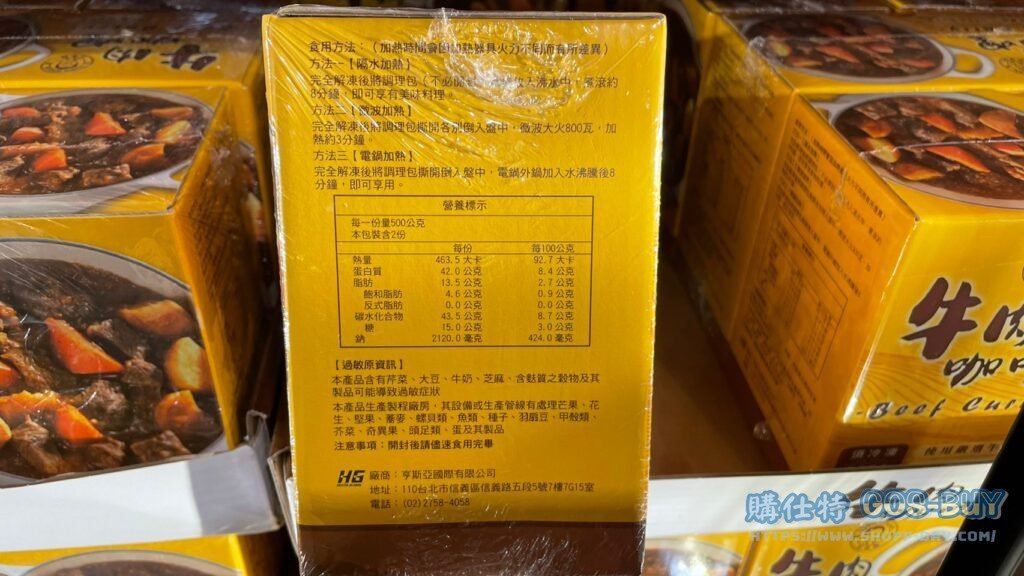 食用方法：（加熱時間會因加熱器具火力不同而有所差異）
方法一【隔水加熱】
完全解凍後將調理包（不必開 入沸水中，煮滾約
8分鐘，即可享有美味料理。
方法二【微波加熱】
完全解凍後將調理包撕開各別倒入盤中，微波大火800瓦，加
熱約3分鐘。
方法三【電鍋加熱】
完全解凍後將調理包撕開倒入盤中，電鍋外鍋加入水沸騰後8
分鐘，即可享用。
營養標示
每一份量500公克
本包裝含2份
每份 每100公克
熱量 463.5 大卡 92.7 大卡
蛋白質 42.0 公克 8.4 公克
脂肪 13.5 公克 2.7 公克
飽和脂肪 4.6 公克 0.9 公克
反式脂肪 0.0 公克 0.0 公克
碳水化合物 43.5 公克 8.7 公克
糖 15.0 公克 3.0 公克
鈉 2120.0 毫克 424.0 毫克
【過敏原資訊】
本產品含有芹菜、大豆、牛奶、芝麻、含麩質之穀物及其
製品可能導致過敏症狀
本產品生產製程廠房，其設備或生產管線有處理芒果、花
生、堅果、蕎麥、螺貝類、魚類、種子、羽扇豆、甲殼類、
芥菜、奇異果、頭足類、蛋及其製品
注意事項：開封後請儘速食用完畢
HG
廠商：亨斯亞國際有限公司
地址：110台北市信義區信義路五段5號7樓7G15室
電話：(02)2758-4058
牛肉
牛肉
咖
Beef Cur
須冷凍
使用嚴選牛
牛肉
牛肉
購仕特 COS-BUY